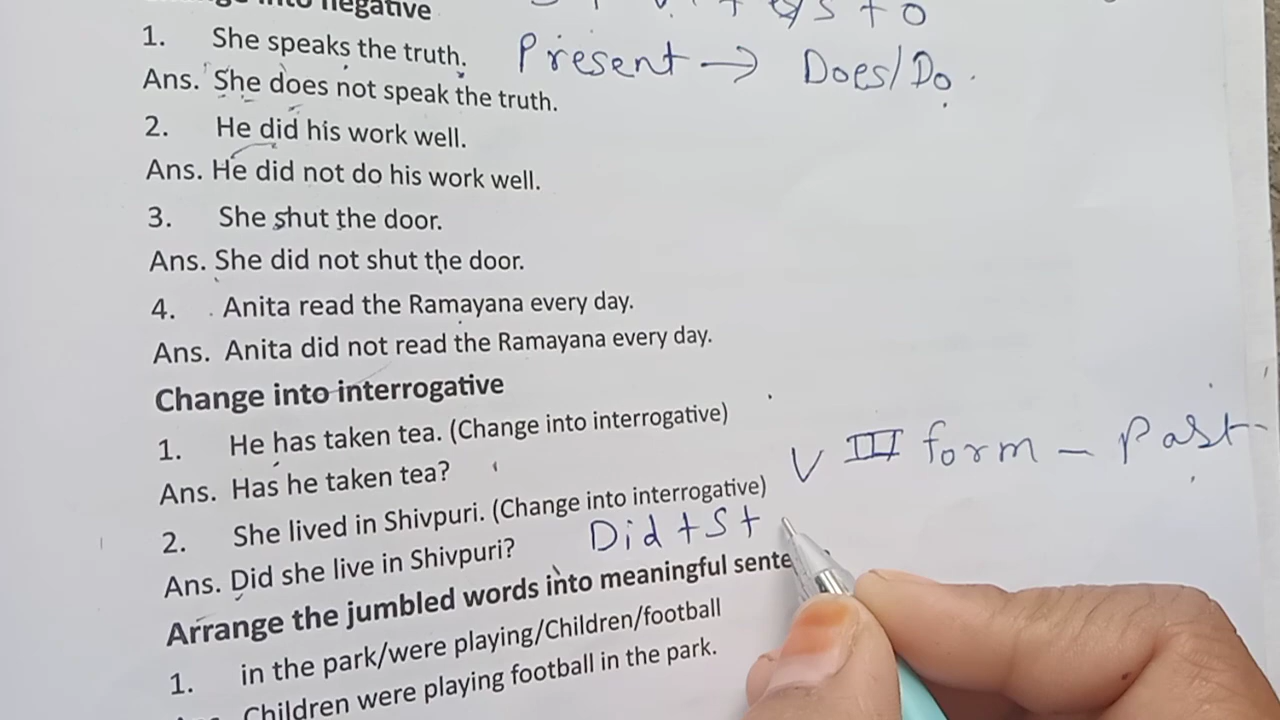 into negative
+ O
1. She speaks the truth.
Present → Does/Do.
Ans. She does not speak the truth.
2. He did his work well.
Ans. He did not do his work well.
3. She shut the door.
Ans. She did not shut the door.
4. Anita read the Ramayana every day.
Ans. Anita did not read the Ramayana every day.
Change into interrogative
1. He has taken tea. (Change into interrogative)
V III form - Past
Ans. Has he taken tea?
2. She lived in Shivpuri. (Change into interrogative)
Did + S +
Ans. Did she live in Shivpuri?
Arrange the jumbled words into meaningful
1. in the park/were playing/Children/football
Children were playing football in the park.